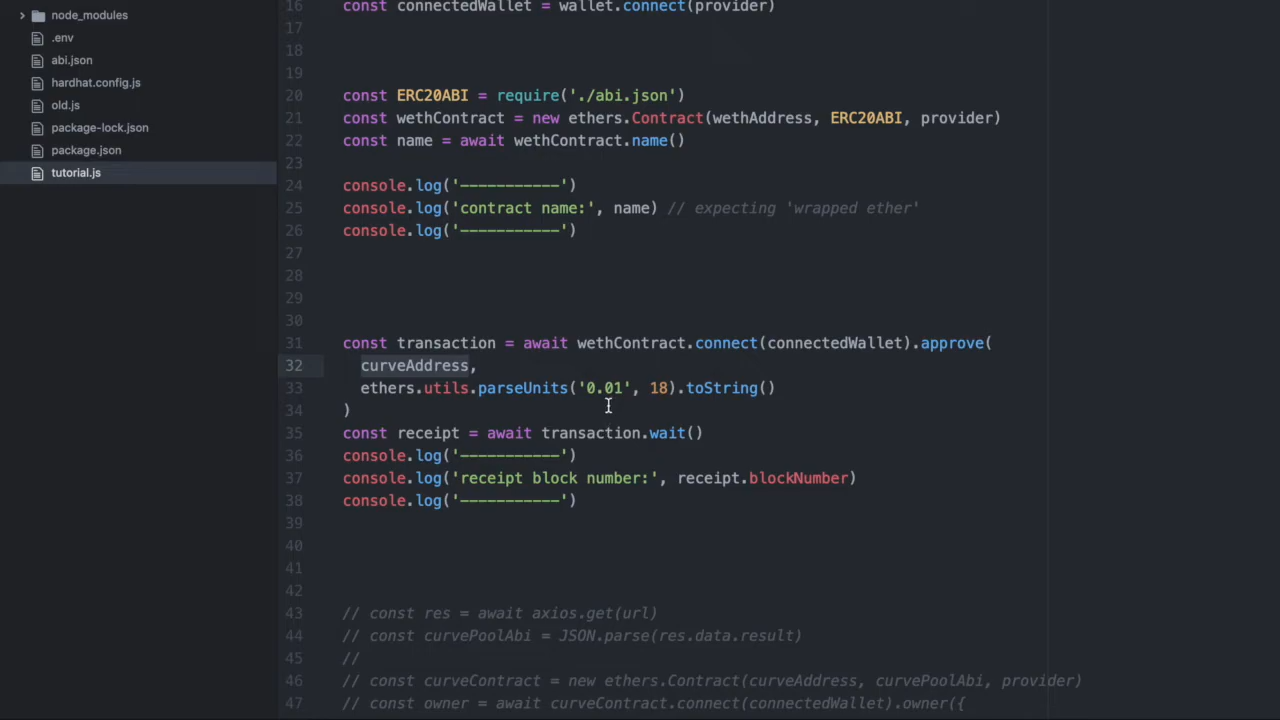 node_modules
.env
abi.json
hardhat.config.js
old.js
package-lock.json
package.json
tutorial.js
16 const connectedWallet = wallet.connect(provider)
17
18
19
20 const ERC20ABI = require('./abi.json')
21 const wethContract = new ethers.Contract(wethAddress, ERC20ABI, provider)
22 const name = await wethContract.name()
23
24 console.log('-----------')
25 console.log('contract name:', name) // expecting 'wrapped ether'
26 console.log('-----------')
27
28
29
30
31 const transaction = await wethContract.connect(connectedWallet).approve(
32 curveAddress,
33 ethers.utils.parseUnits('0.01', 18).toString()
34 )
35 const receipt = await transaction.wait()
36 console.log('-----------')
37 console.log('receipt block number:', receipt.blockNumber)
38 console.log('-----------')
39
40
41
42
43 // const res = await axios.get(url)
44 // const curvePoolAbi = JSON.parse(res.data.result)
45 //
46 // const curveContract = new ethers.Contract(curveAddress, curvePoolAbi, provider)
47 // const owner = await curveContract.connect(connectedWallet).owner({